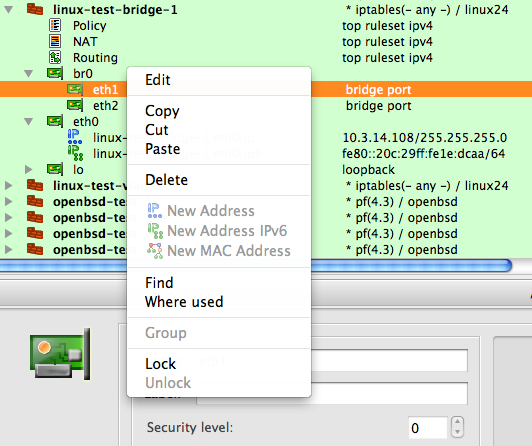 linux-test-bridge-1 * iptables(- any -) / linux24
Policy top ruleset ipv4
NAT top ruleset ipv4
Routing top ruleset ipv4
br0
eth1 bridge port
eth2 bridge port
eth0
linux- 10.3.14.108/255.255.255.0
linux- fe80::20c:29ff:fe1e:dcaa/64
lo loopback
linux-test-v * iptables(- any -) / linux24
openbsd-te * pf(4.3) / openbsd
openbsd-te * pf(4.3) / openbsd
openbsd-te * pf(4.3) / openbsd
openbsd-te * pf(4.3) / openbsd
Edit
Copy
Cut
Paste
Delete
New Address
New Address IPv6
New MAC Address
Find
Where used
Group
Lock
Unlock
Security level: 0